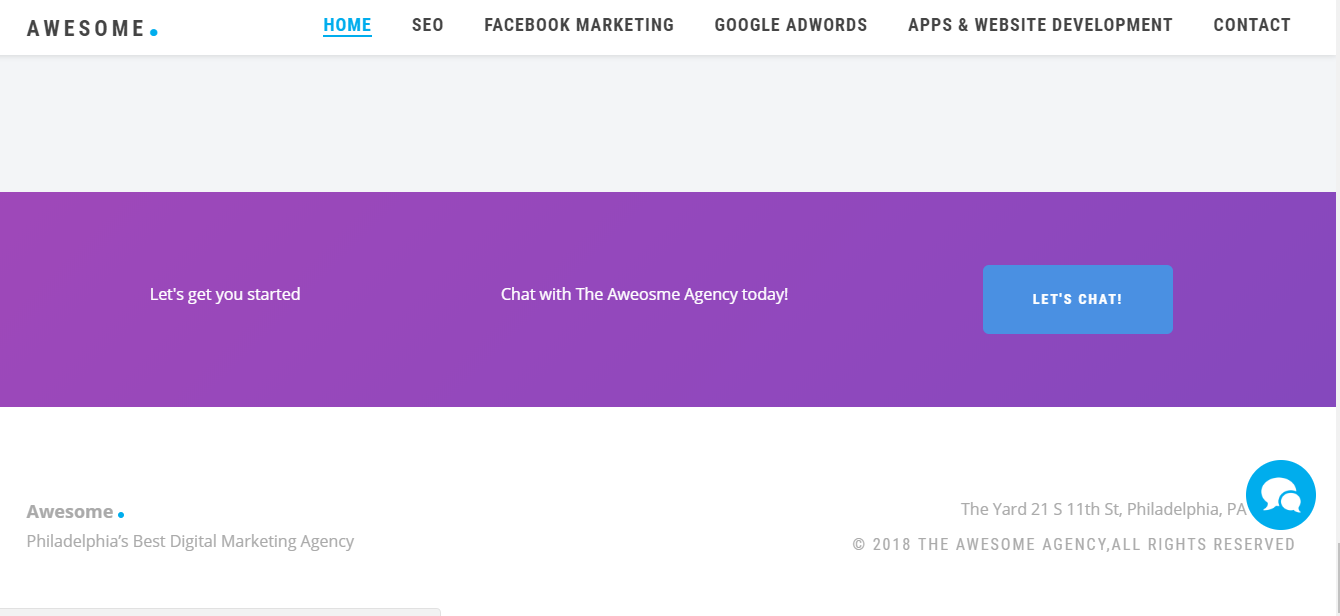 AWESOME
HOME SEO FACEBOOK MARKETING GOOGLE ADWORDS APPS & WEBSITE DEVELOPMENT CONTACT
Let's get you started
Chat with The Aweosme Agency today!
LET'S CHAT!
Awesome
Philadelphia's Best Digital Marketing Agency
The Yard 21 S 11th St, Philadelphia, PA
© 2018 THE AWESOME AGENCY,ALL RIGHTS RESERVED